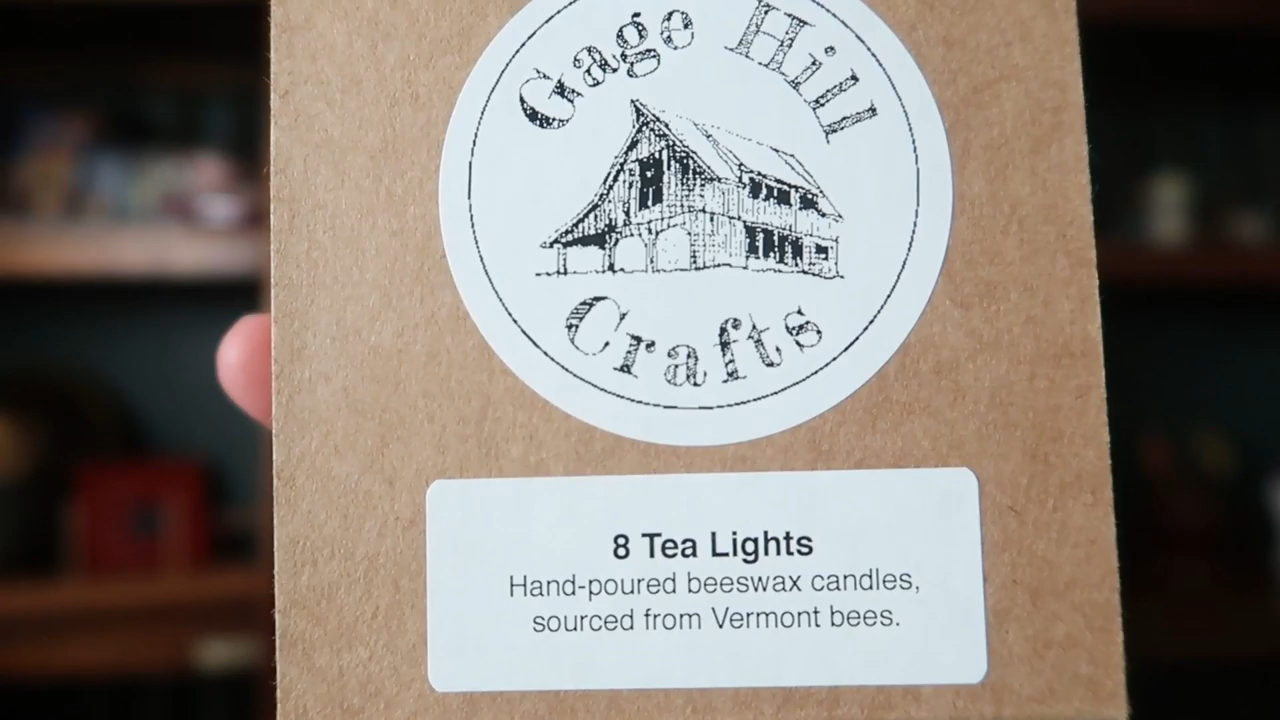 Gage Hill
Crafts
8 Tea Lights
Hand-poured beeswax candles,
sourced from Vermont bees.